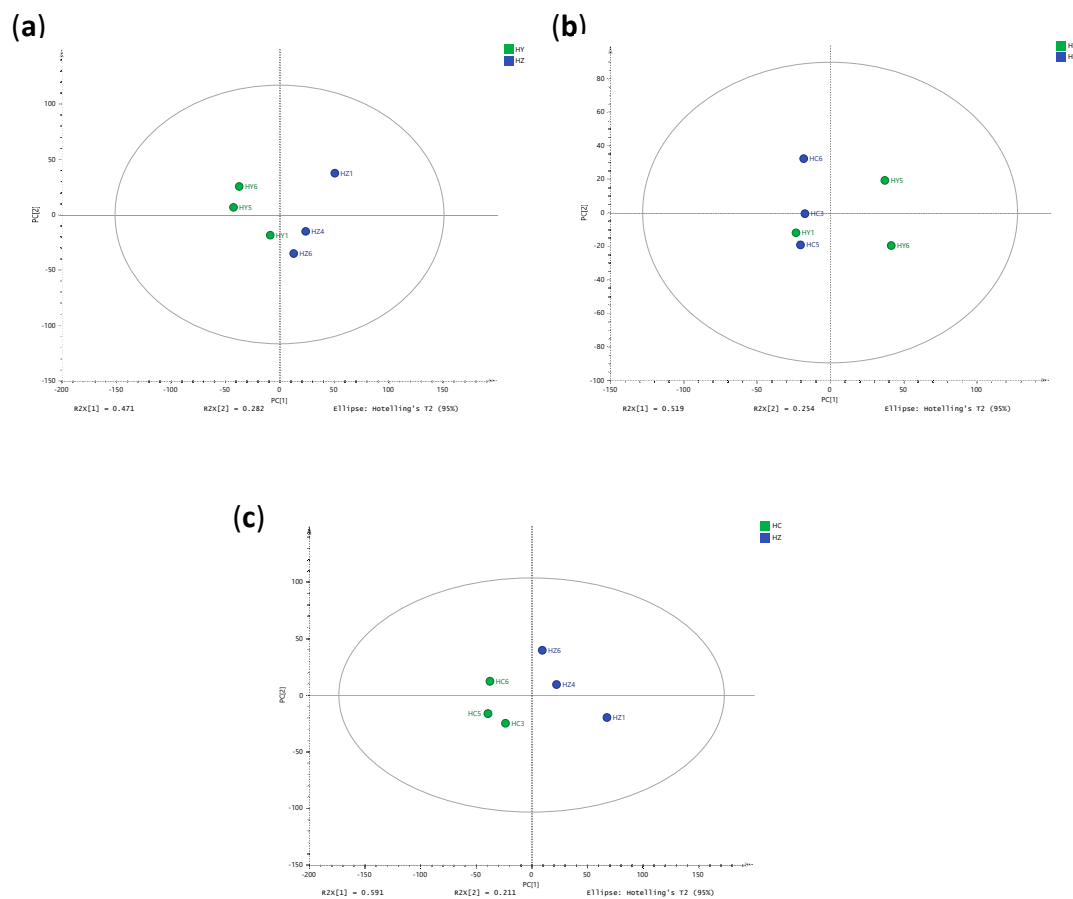 (a)
HY
HZ
PC[2]
100
50
0
-50
-100
-150
HY6
HY5
HY1
HZ1
HZ4
HZ6
-200
-150
-100
-50
0
50
100
150
PC[1]
R2X[1] = 0.471
R2X[2] = 0.282
Ellipse: Hotelling's T2 (95%)
(b)
H
H
PC[2]
80
60
40
20
0
-20
-40
-60
-80
-100
HC6
HC3
HY1
HC5
HY5
HY6
-150
-100
-50
0
50
100
PC[1]
R2X[1] = 0.519
R2X[2] = 0.254
Ellipse: Hotelling's T2 (95%)
(c)
HC
HZ
PC[2]
100
50
0
-50
-100
-150
HC6
HC5
HC3
HZ6
HZ4
HZ1
-200
-150
-100
-50
0
50
100
150
PC[1]
R2X[1] = 0.591
R2X[2] = 0.211
Ellipse: Hotelling's T2 (95%)